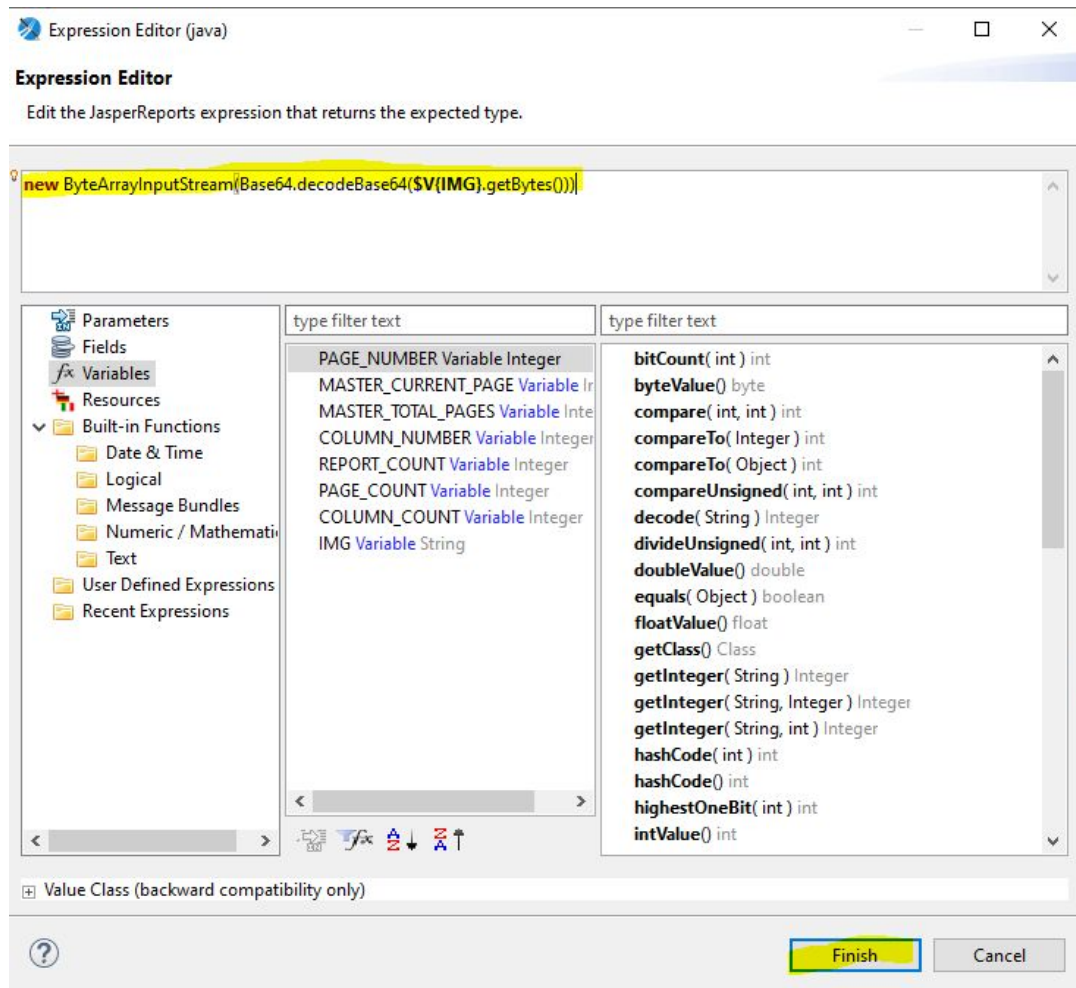 Expression Editor (java)
Expression Editor
Edit the JasperReports expression that returns the expected type.
new ByteArrayInputStream(Base64.decodeBase64($V{IMG}.getBytes()))
Parameters
Fields
fx Variables
Resources
Built-in Functions
Date & Time
Logical
Message Bundles
Numeric / Mathemati
Text
User Defined Expressions
Recent Expressions
type filter text
PAGE_NUMBER Variable Integer
MASTER_CURRENT_PAGE Variable In
MASTER_TOTAL_PAGES Variable Inte
COLUMN_NUMBER Variable Integer
REPORT_COUNT Variable Integer
PAGE_COUNT Variable Integer
COLUMN_COUNT Variable Integer
IMG Variable String
type filter text
bitCount( int ) int
byteValue() byte
compare( int, int ) int
compareTo( Integer ) int
compareTo( Object ) int
compareUnsigned( int, int ) int
decode( String ) Integer
divideUnsigned( int, int ) int
doubleValue() double
equals( Object ) boolean
floatValue() float
getClass() Class
getInteger( String ) Integer
getInteger( String, Integer ) Integer
getInteger( String, int ) Integer
hashCode( int ) int
hashCode() int
highestOneBit( int ) int
intValue() int
fx A Z Z A
Value Class (backward compatibility only)
? Finish Cancel